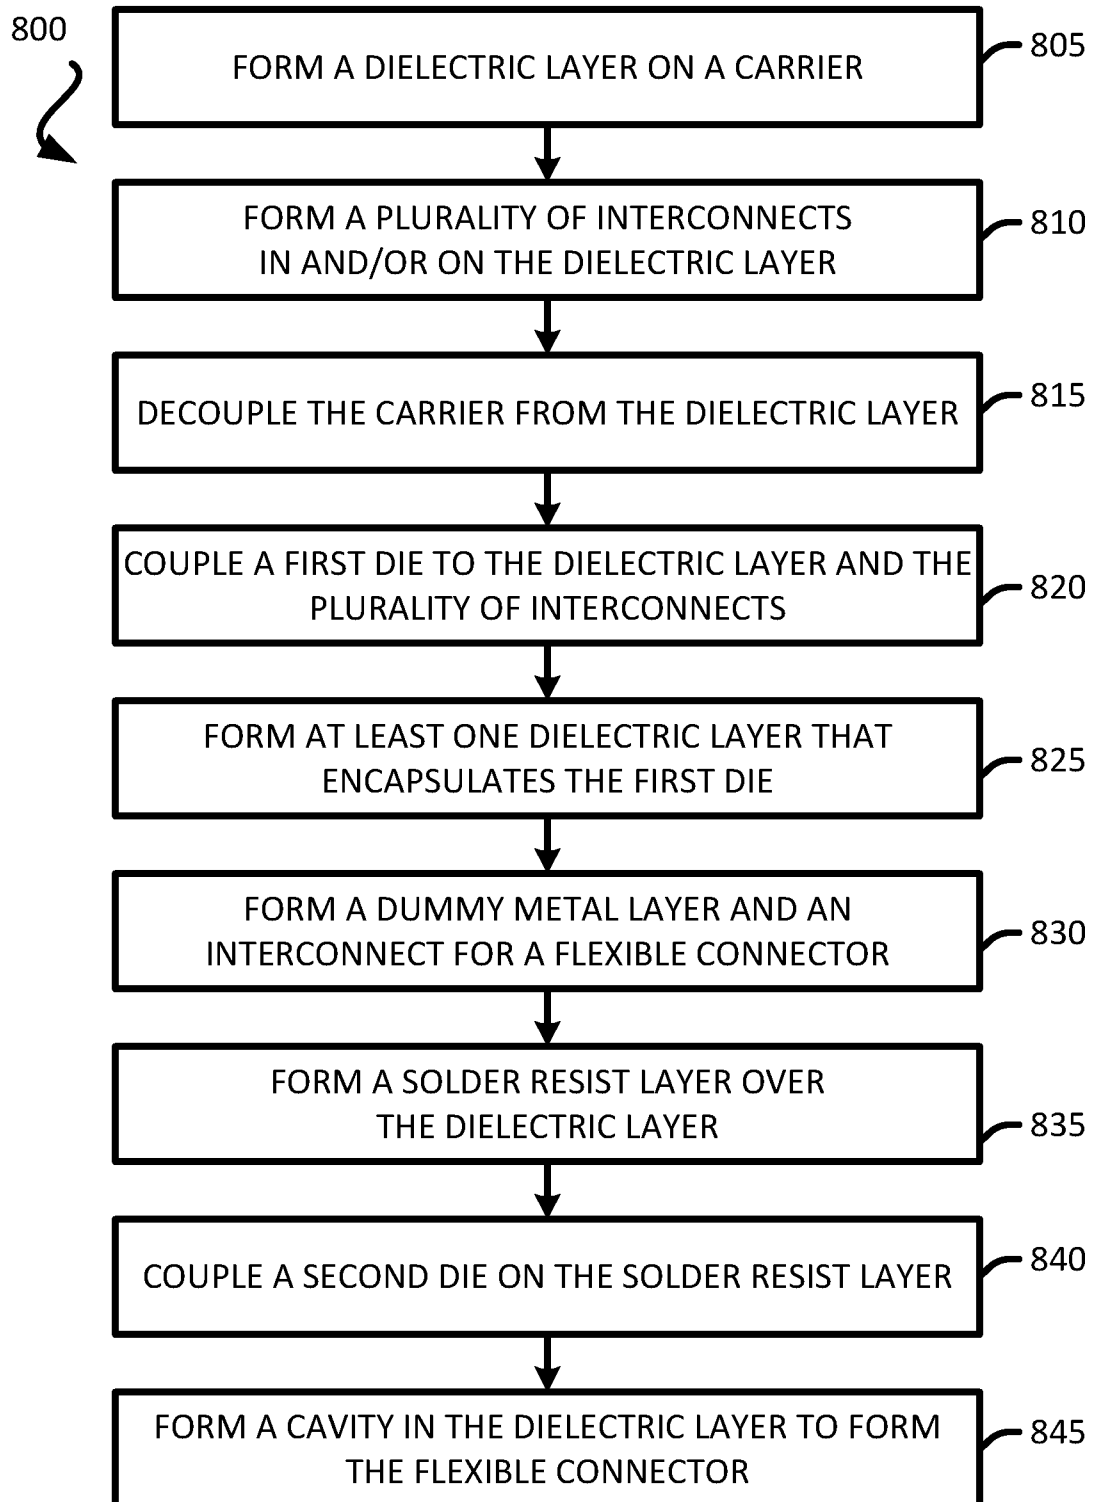 800
FORM A DIELECTRIC LAYER ON A CARRIER
805
FORM A PLURALITY OF INTERCONNECTS
IN AND/OR ON THE DIELECTRIC LAYER
810
DECOUPLE THE CARRIER FROM THE DIELECTRIC LAYER
815
COUPLE A FIRST DIE TO THE DIELECTRIC LAYER AND THE
PLURALITY OF INTERCONNECTS
820
FORM AT LEAST ONE DIELECTRIC LAYER THAT
ENCAPSULATES THE FIRST DIE
825
FORM A DUMMY METAL LAYER AND AN
INTERCONNECT FOR A FLEXIBLE CONNECTOR
830
FORM A SOLDER RESIST LAYER OVER
THE DIELECTRIC LAYER
835
COUPLE A SECOND DIE ON THE SOLDER RESIST LAYER
840
FORM A CAVITY IN THE DIELECTRIC LAYER TO FORM
THE FLEXIBLE CONNECTOR
845